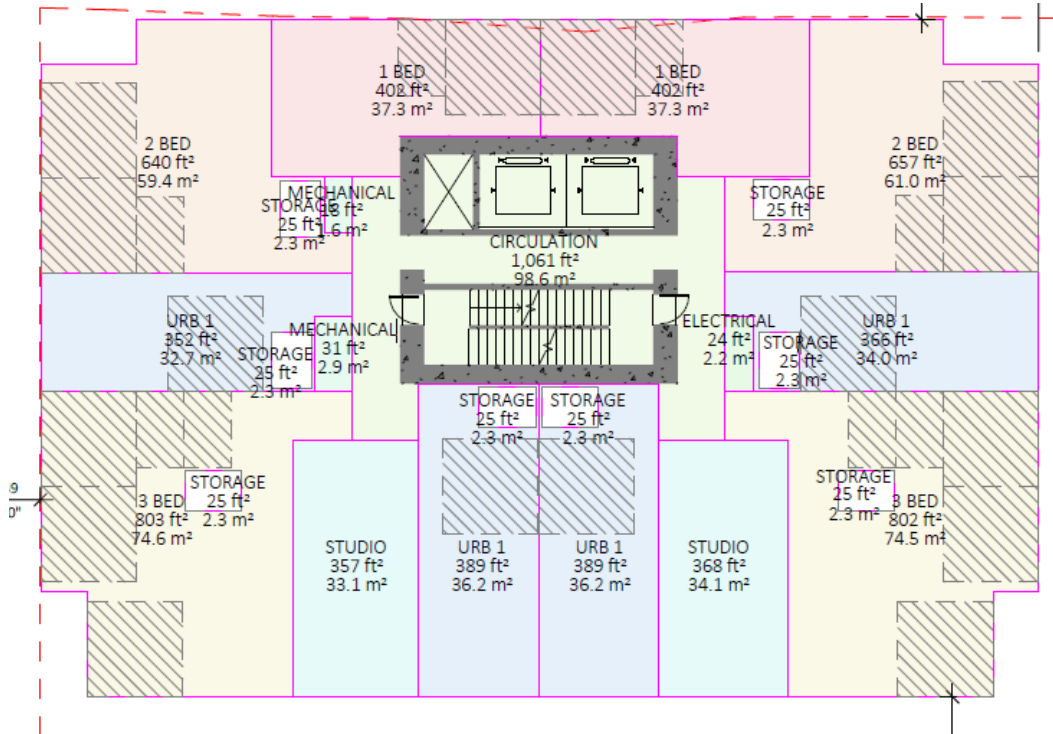 1 BED
402 ft²
37.3 m²
1 BED
402 ft²
37.3 m²
2 BED
640 ft²
59.4 m²
2 BED
657 ft²
61.0 m²
MECHANICAL
18 ft²
1.6 m²
STORAGE
25 ft²
2.3 m²
STORAGE
25 ft²
2.3 m²
CIRCULATION
1,061 ft²
98.6 m²
URB 1
352 ft²
32.7 m²
MECHANICAL
31 ft²
2.9 m²
STORAGE
25 ft²
2.3 m²
ELECTRICAL
24 ft²
2.2 m²
STORAGE
25 ft²
2.3 m²
URB 1
366 ft²
34.0 m²
STORAGE
25 ft²
2.3 m²
STORAGE
25 ft²
2.3 m²
STORAGE
25 ft²
2.3 m²
3 BED
803 ft²
74.6 m²
STORAGE
25 ft²
2.3 m²
3 BED
802 ft²
74.5 m²
STUDIO
357 ft²
33.1 m²
URB 1
389 ft²
36.2 m²
URB 1
389 ft²
36.2 m²
STUDIO
368 ft²
34.1 m²